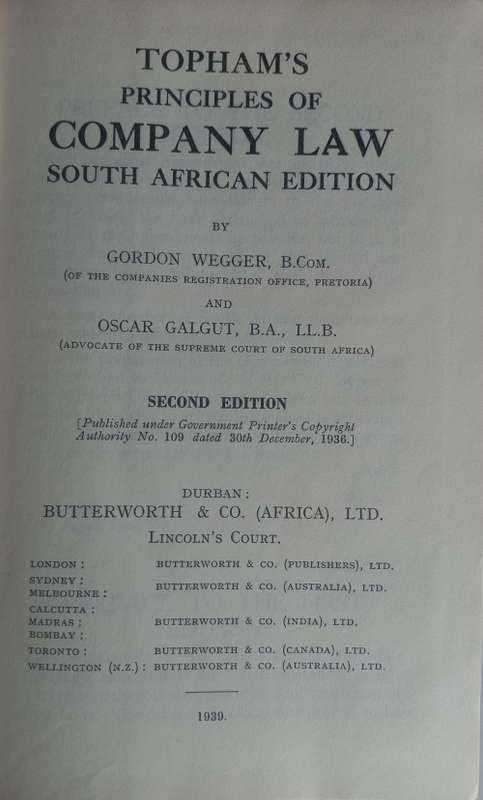 TOPHAM'S
PRINCIPLES OF
COMPANY LAW
SOUTH AFRICAN EDITION
BY
GORDON WEGGER, B.COM.
(OF THE COMPANIES REGISTRATION OFFICE, PRETORIA)
AND
OSCAR GALGUT, B.A., LL.B.
(ADVOCATE OF THE SUPREME COURT OF SOUTH AFRICA)
SECOND EDITION
[Published under Government Printer's Copyright
Authority No. 109 dated 30th December, 1936.]
DURBAN:
BUTTERWORTH & CO. (AFRICA), LTD.
LINCOLN'S COURT.
LONDON: BUTTERWORTH & CO. (PUBLISHERS), LTD.
SYDNEY:
MELBOURNE: BUTTERWORTH & CO. (AUSTRALIA), LTD.
CALCUTTA:
MADRAS: BUTTERWORTH & CO. (INDIA), LTD.
BOMBAY:
TORONTO: BUTTERWORTH & CO. (CANADA), LTD.
WELLINGTON (N.Z.): BUTTERWORTH & CO. (AUSTRALIA), LTD.
1939.